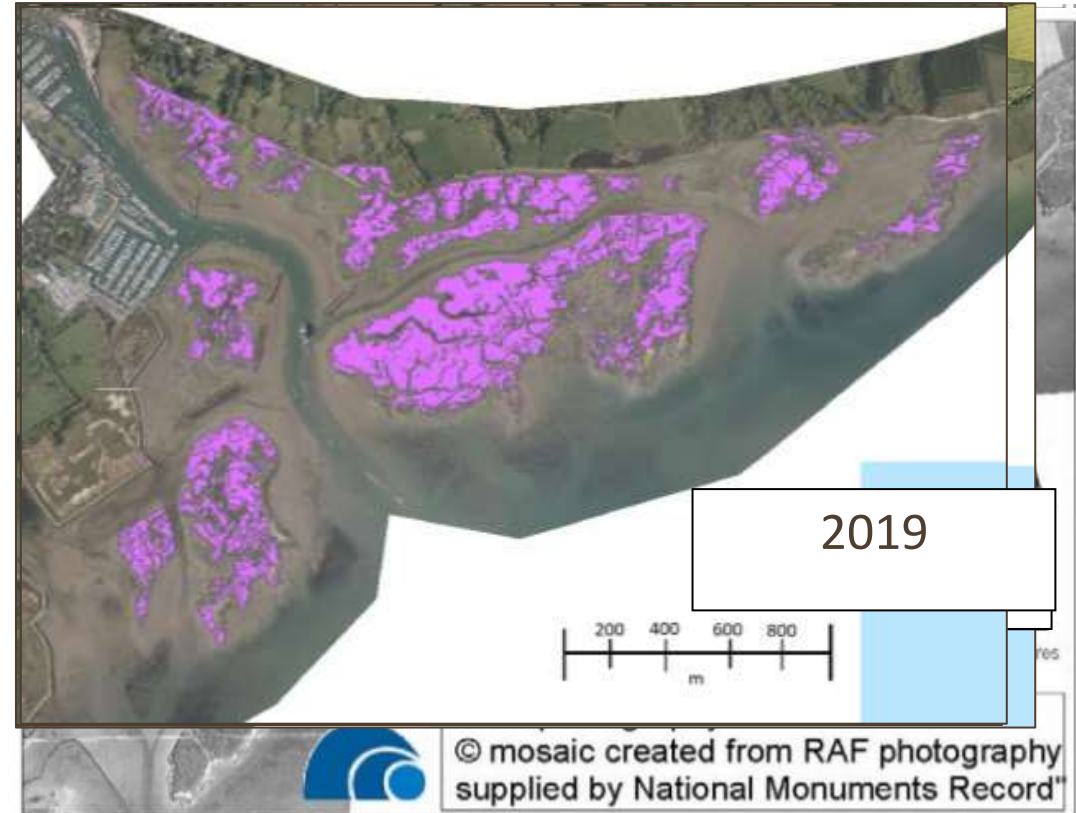 2019
200 400 600 800
m
res
© mosaic created from RAF photography
supplied by National Monuments Record"